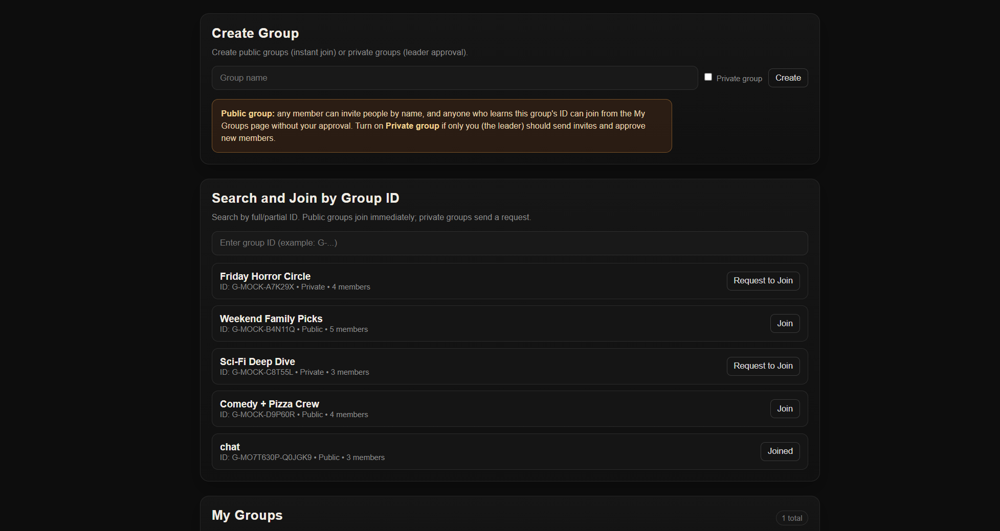 Create Group
Create public groups (instant join) or private groups (leader approval).
Group name
Private group
Create
Public group: any member can invite people by name, and anyone who learns this group's ID can join from the My
Groups page without your approval. Turn on Private group if only you (the leader) should send invites and approve
new members.
Search and Join by Group ID
Search by full/partial ID. Public groups join immediately; private groups send a request.
Enter group ID (example: G-...)
Friday Horror Circle
ID: G-MOCK-A7K29X • Private • 4 members
Request to Join
Weekend Family Picks
ID: G-MOCK-B4N11Q • Public • 5 members
Join
Sci-Fi Deep Dive
ID: G-MOCK-C8T55L • Private • 3 members
Request to Join
Comedy + Pizza Crew
ID: G-MOCK-D9P60R • Public • 4 members
Join
chat
ID: G-MO7T630P-Q0JGK9 • Public • 3 members
Joined
My Groups
1 total